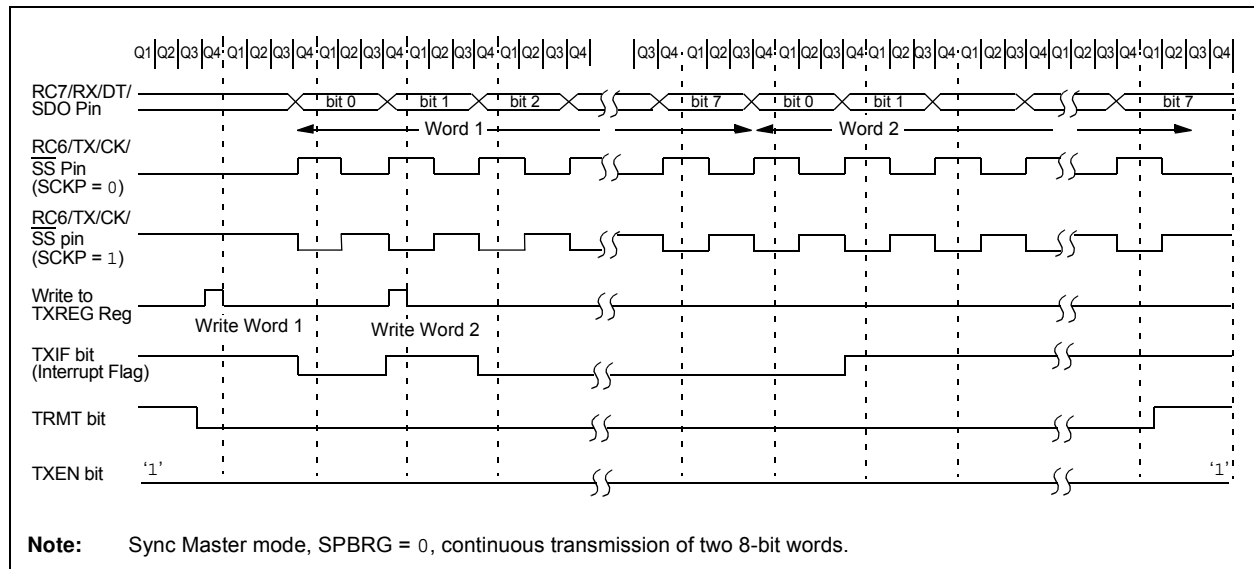 Q1 Q2 Q3 Q4 Q1 Q2 Q3 Q4 Q1 Q2 Q3 Q4 Q1 Q2 Q3 Q4 Q1 Q2 Q3 Q4 Q3 Q4 Q1 Q2 Q3 Q4 Q1 Q2 Q3 Q4 Q1 Q2 Q3 Q4 Q1 Q2 Q3 Q4 Q1 Q2 Q3 Q4 Q1 Q2 Q3 Q4
RC7/RX/DT/
SDO Pin
bit 0 bit 1 bit 2 bit 7 bit 0 bit 1 bit 7
Word 1 Word 2
RC6/TX/CK/
SS Pin
(SCKP = 0)
RC6/TX/CK/
SS pin
(SCKP = 1)
Write to
TXREG Reg
Write Word 1 Write Word 2
TXIF bit
(Interrupt Flag)
TRMT bit
TXEN bit
‘1’ ‘1’
Note: Sync Master mode, SPBRG = 0, continuous transmission of two 8-bit words.